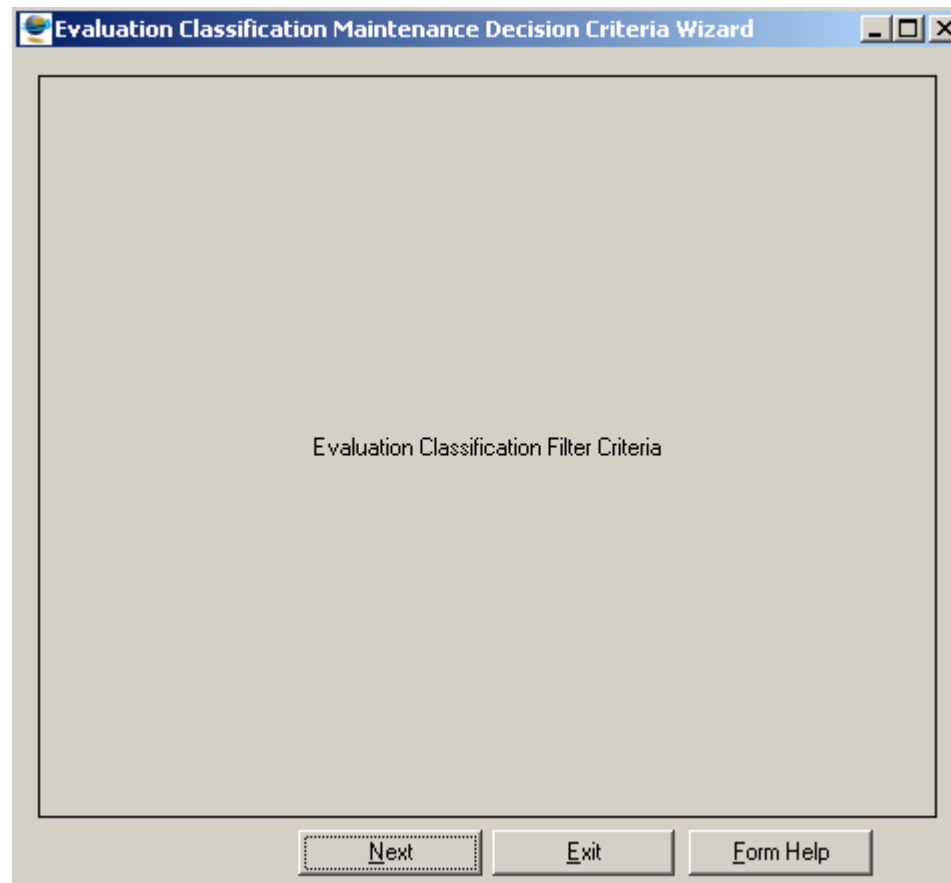 Evaluation Classification Maintenance Decision Criteria Wizard
Evaluation Classification Filter Criteria
Next Exit Form Help